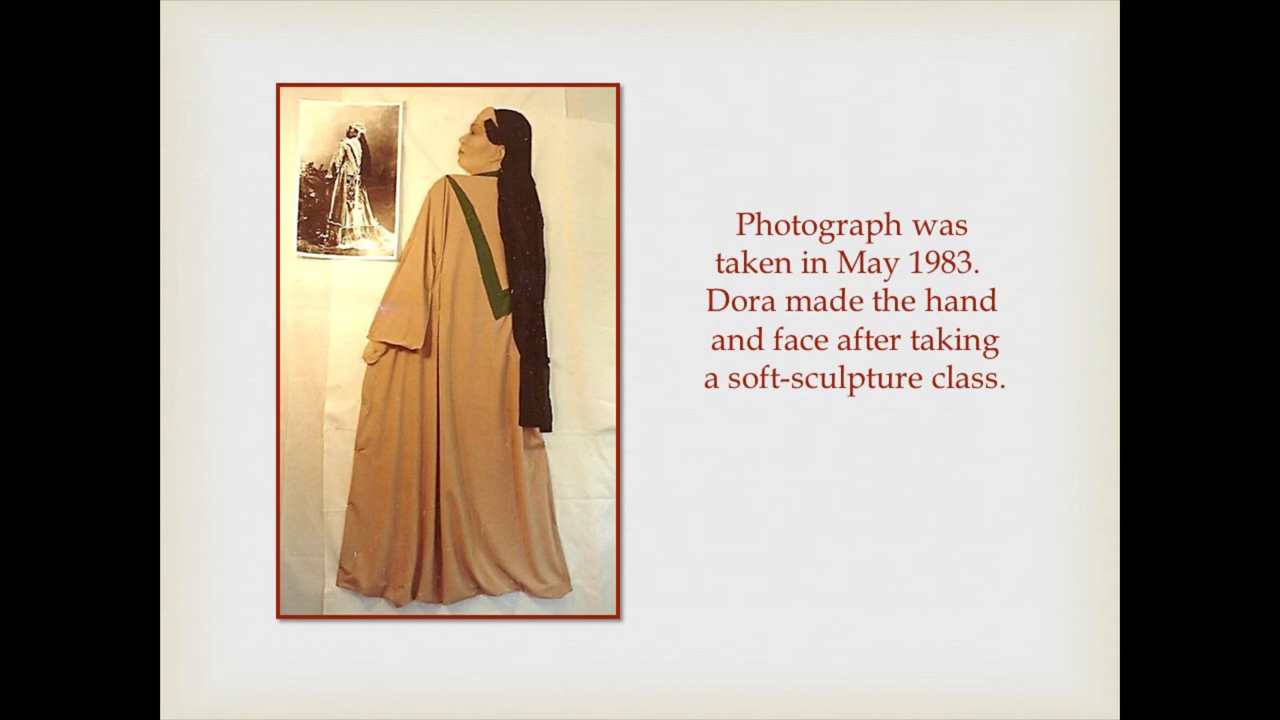 Photograph was
taken in May 1983.
Dora made the hand
and face after taking
a soft-sculpture class.